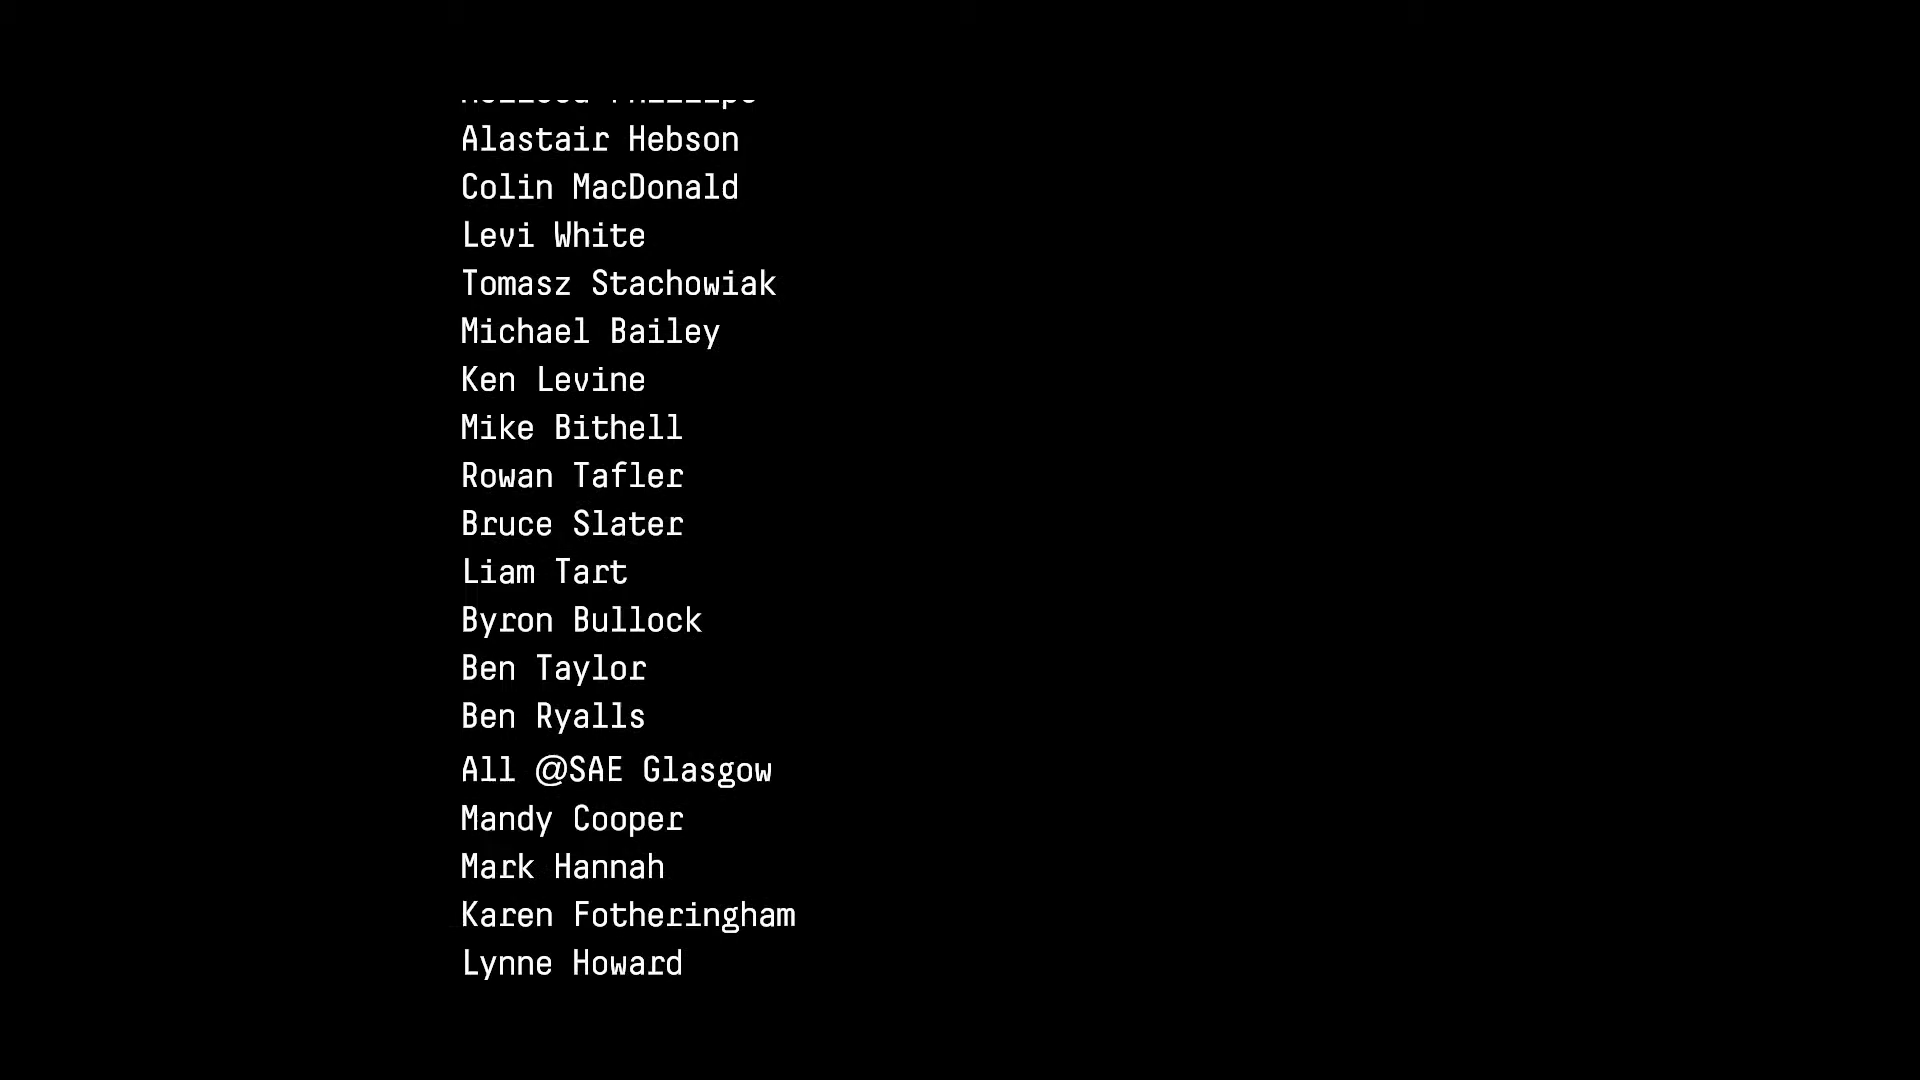 Alastair Hebson
Colin MacDonald
Levi White
Tomasz Stachowiak
Michael Bailey
Ken Levine
Mike Bithell
Rowan Tafler
Bruce Slater
Liam Tart
Byron Bullock
Ben Taylor
Ben Ryalls
All @SAE Glasgow
Mandy Cooper
Mark Hannah
Karen Fotheringham
Lynne Howard